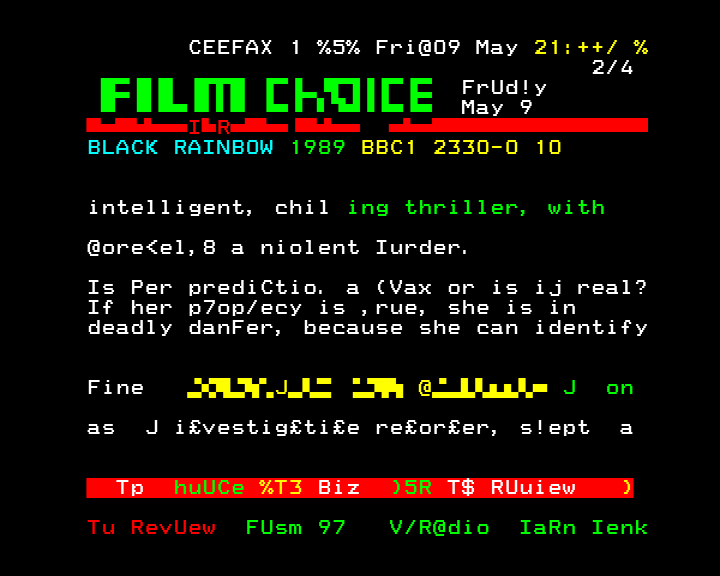 CEEFAX 1 %5% Fri@09 May 21:++/ %
2/4
FILM ChOICE FrUd!y
May 9
I R
BLACK RAINBOW 1989 BBC1 2330-0 10
intelligent, chil ing thriller, with
@ore<el,8 a niolent Iurder.
Is Per prediCtio. a (Vax or is ij real?
If her p7op/ecy is ,rue, she is in
deadly danFer, because she can identify
Fine J @ J on
as J i£vestig£ti£e re£or£er, s!ept a
Tp huUCe %T3 Biz )5R T$ RUuiew )
Tu RevUew FUsm 97 V/R@dio IaRn Ienk